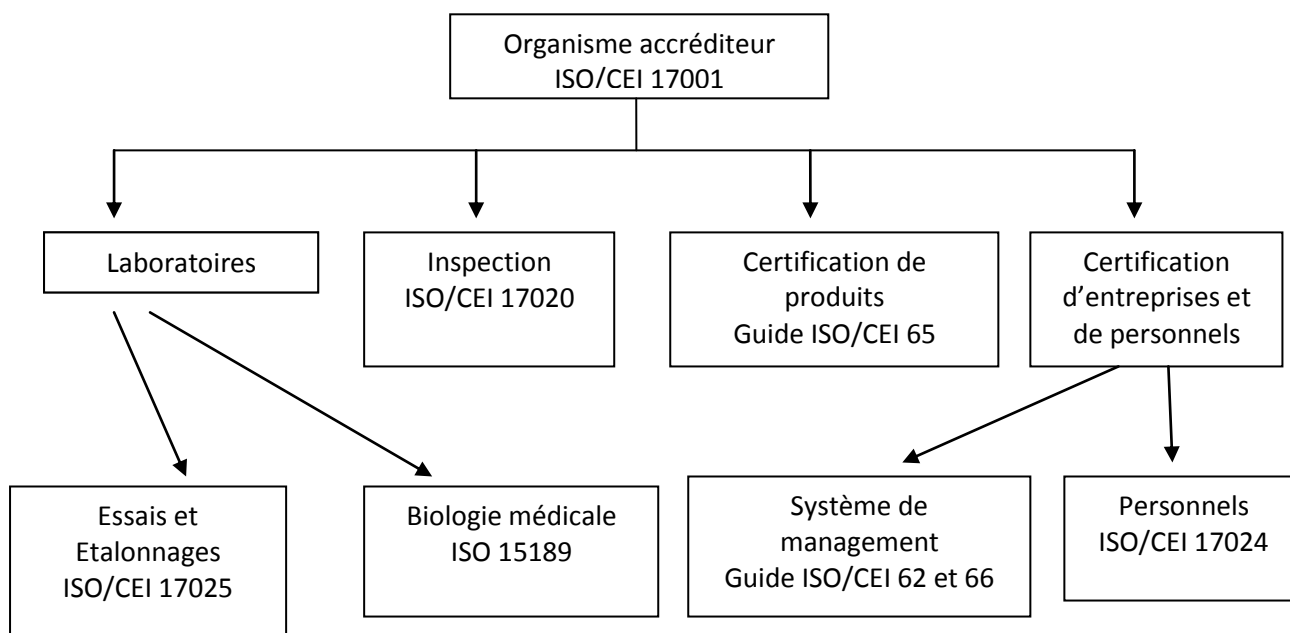 Organisme accréditeur
ISO/CEI 17001
Laboratoires
Inspection
ISO/CEI 17020
Certification de
produits
Guide ISO/CEI 65
Certification
d’entreprises et
de personnels
Essais et
Etalonnages
ISO/CEI 17025
Biologie médicale
ISO 15189
Système de
management
Guide ISO/CEI 62 et 66
Personnels
ISO/CEI 17024